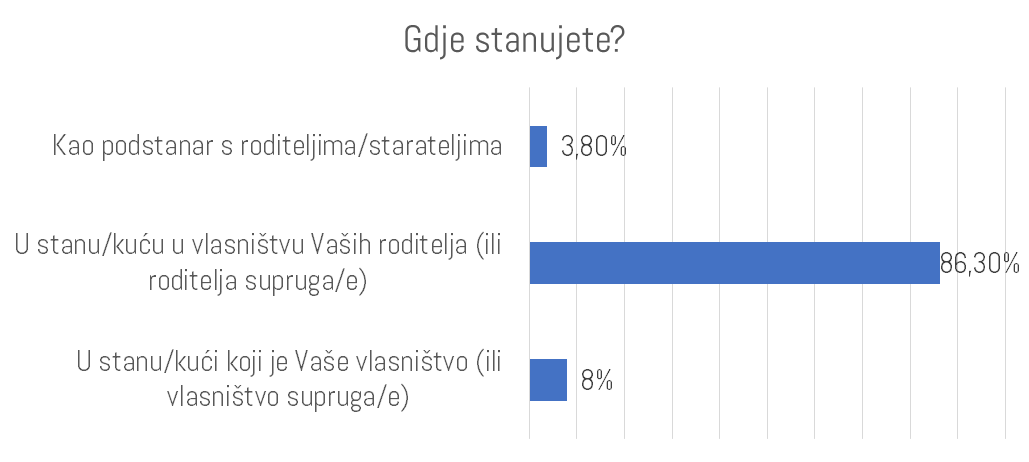 Gdje stanujete?
Kao podstanar s roditeljima/starateljima
3,80%
U stanu/kuću u vlasništvu Vaših roditelja (ili
roditelja supruga/e)
86,30%
U stanu/kući koji je Vaše vlasništvo (ili
vlasništvo supruga/e)
8%